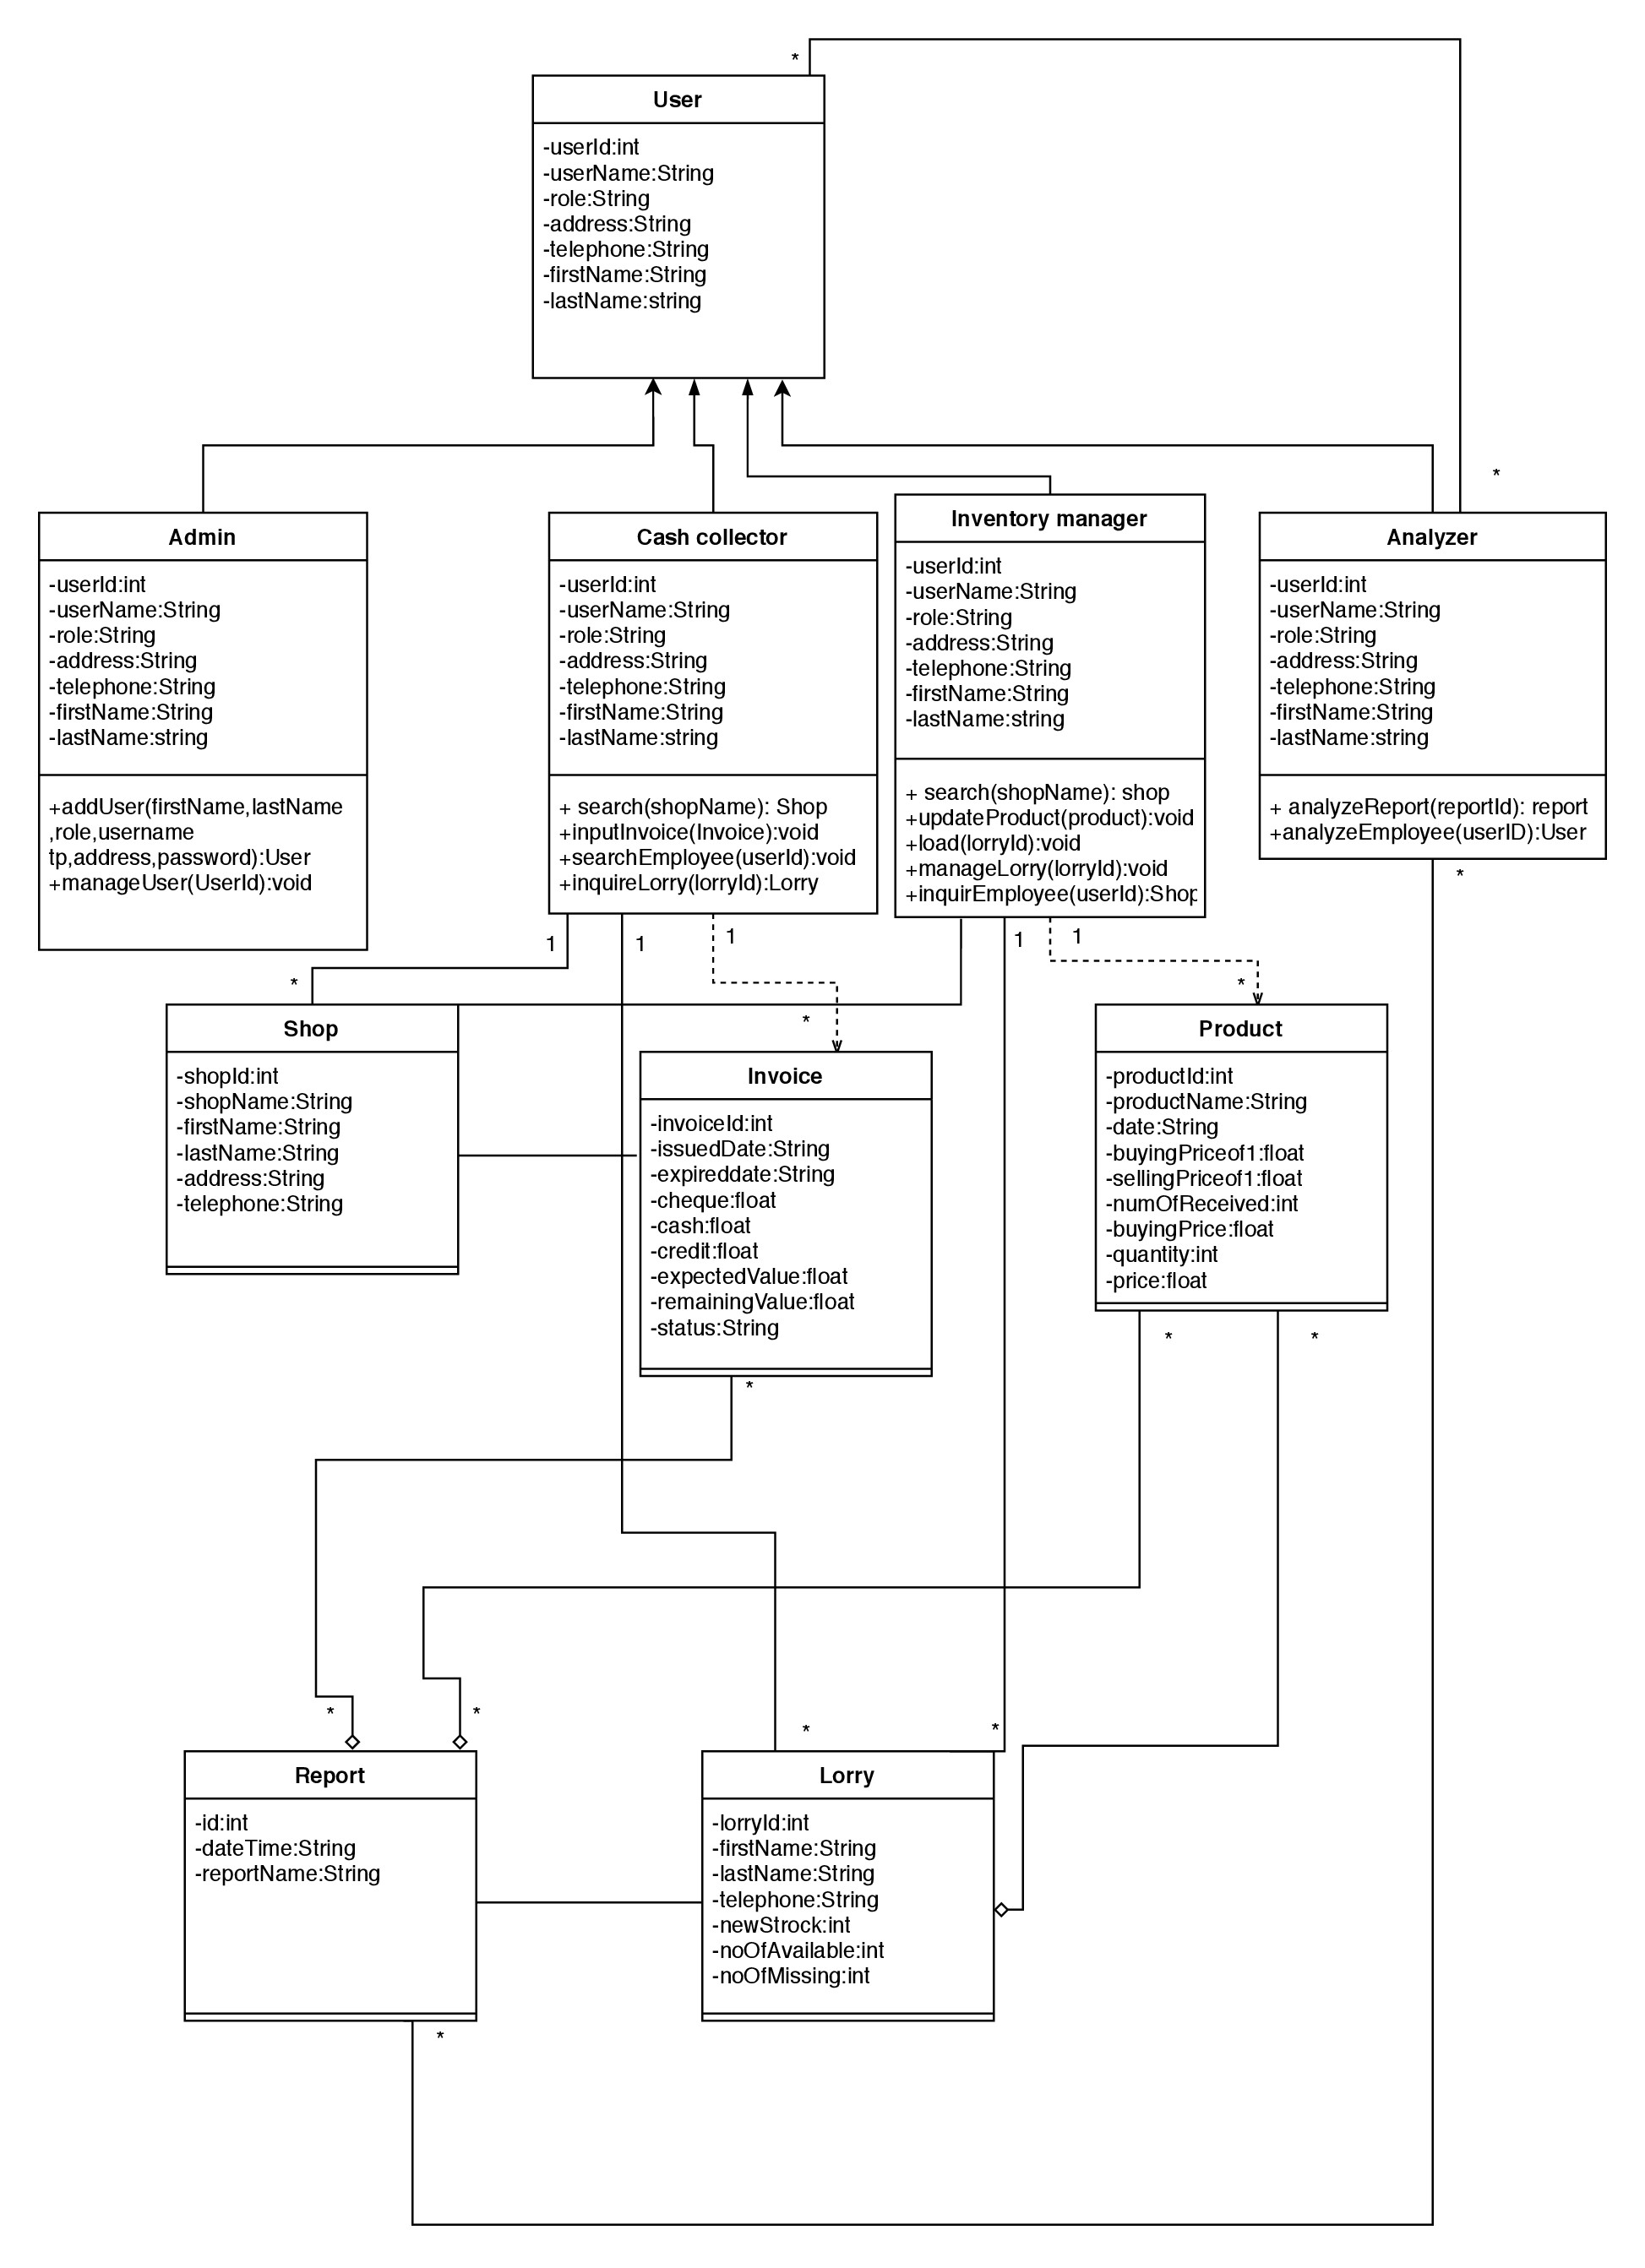 *
User
-userId:int
-userName:String
-role:String
-address:String
-telephone:String
-firstName:String
-lastName:string
*
Admin
-userId:int
-userName:String
-role:String
-address:String
-telephone:String
-firstName:String
-lastName:string
+addUser(firstName,lastName
,role,username
tp,address,password):User
+manageUser(UserId):void
Cash collector
-userId:int
-userName:String
-role:String
-address:String
-telephone:String
-firstName:String
-lastName:string
+ search(shopName): Shop
+inputInvoice(Invoice):void
+searchEmployee(userId):void
+inquireLorry(lorryId):Lorry
Inventory manager
-userId:int
-userName:String
-role:String
-address:String
-telephone:String
-firstName:String
-lastName:string
+ search(shopName): shop
+updateProduct(product):void
+load(lorryId):void
+manageLorry(lorryId):void
+inquirEmployee(userId):Shop
Analyzer
-userId:int
-userName:String
-role:String
-address:String
-telephone:String
-firstName:String
-lastName:string
+ analyzeReport(reportId): report
+analyzeEmployee(userID):User
*
1
1
1
1
1
*
*
*
Shop
-shopId:int
-shopName:String
-firstName:String
-lastName:String
-address:String
-telephone:String
Invoice
-invoiceId:int
-issuedDate:String
-expireddate:String
-cheque:float
-cash:float
-credit:float
-expectedValue:float
-remainingValue:float
-status:String
*
Product
-productId:int
-productName:String
-date:String
-buyingPriceof1:float
-sellingPriceof1:float
-numOfReceived:int
-buyingPrice:float
-quantity:int
-price:float
*
*
*
*
*
*
Report
-id:int
-dateTime:String
-reportName:String
*
Lorry
-lorryId:int
-firstName:String
-lastName:String
-telephone:String
-newStrock:int
-noOfAvailable:int
-noOfMissing:int